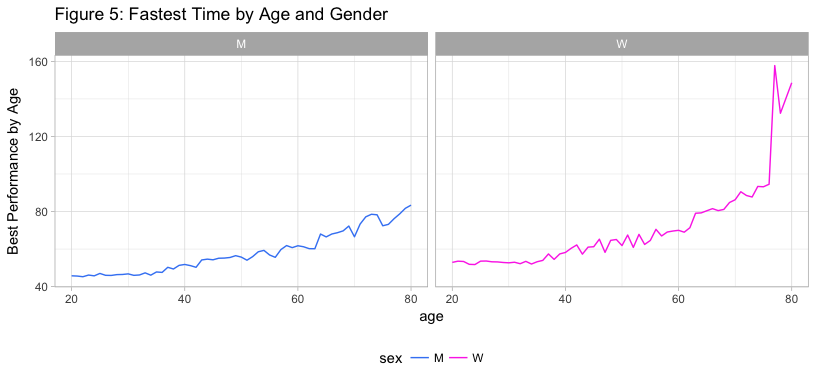 Figure 5: Fastest Time by Age and Gender
M W
160
120
80
40
Best Performance by Age
20 40 60 80 20 40 60 80
age
sex M W